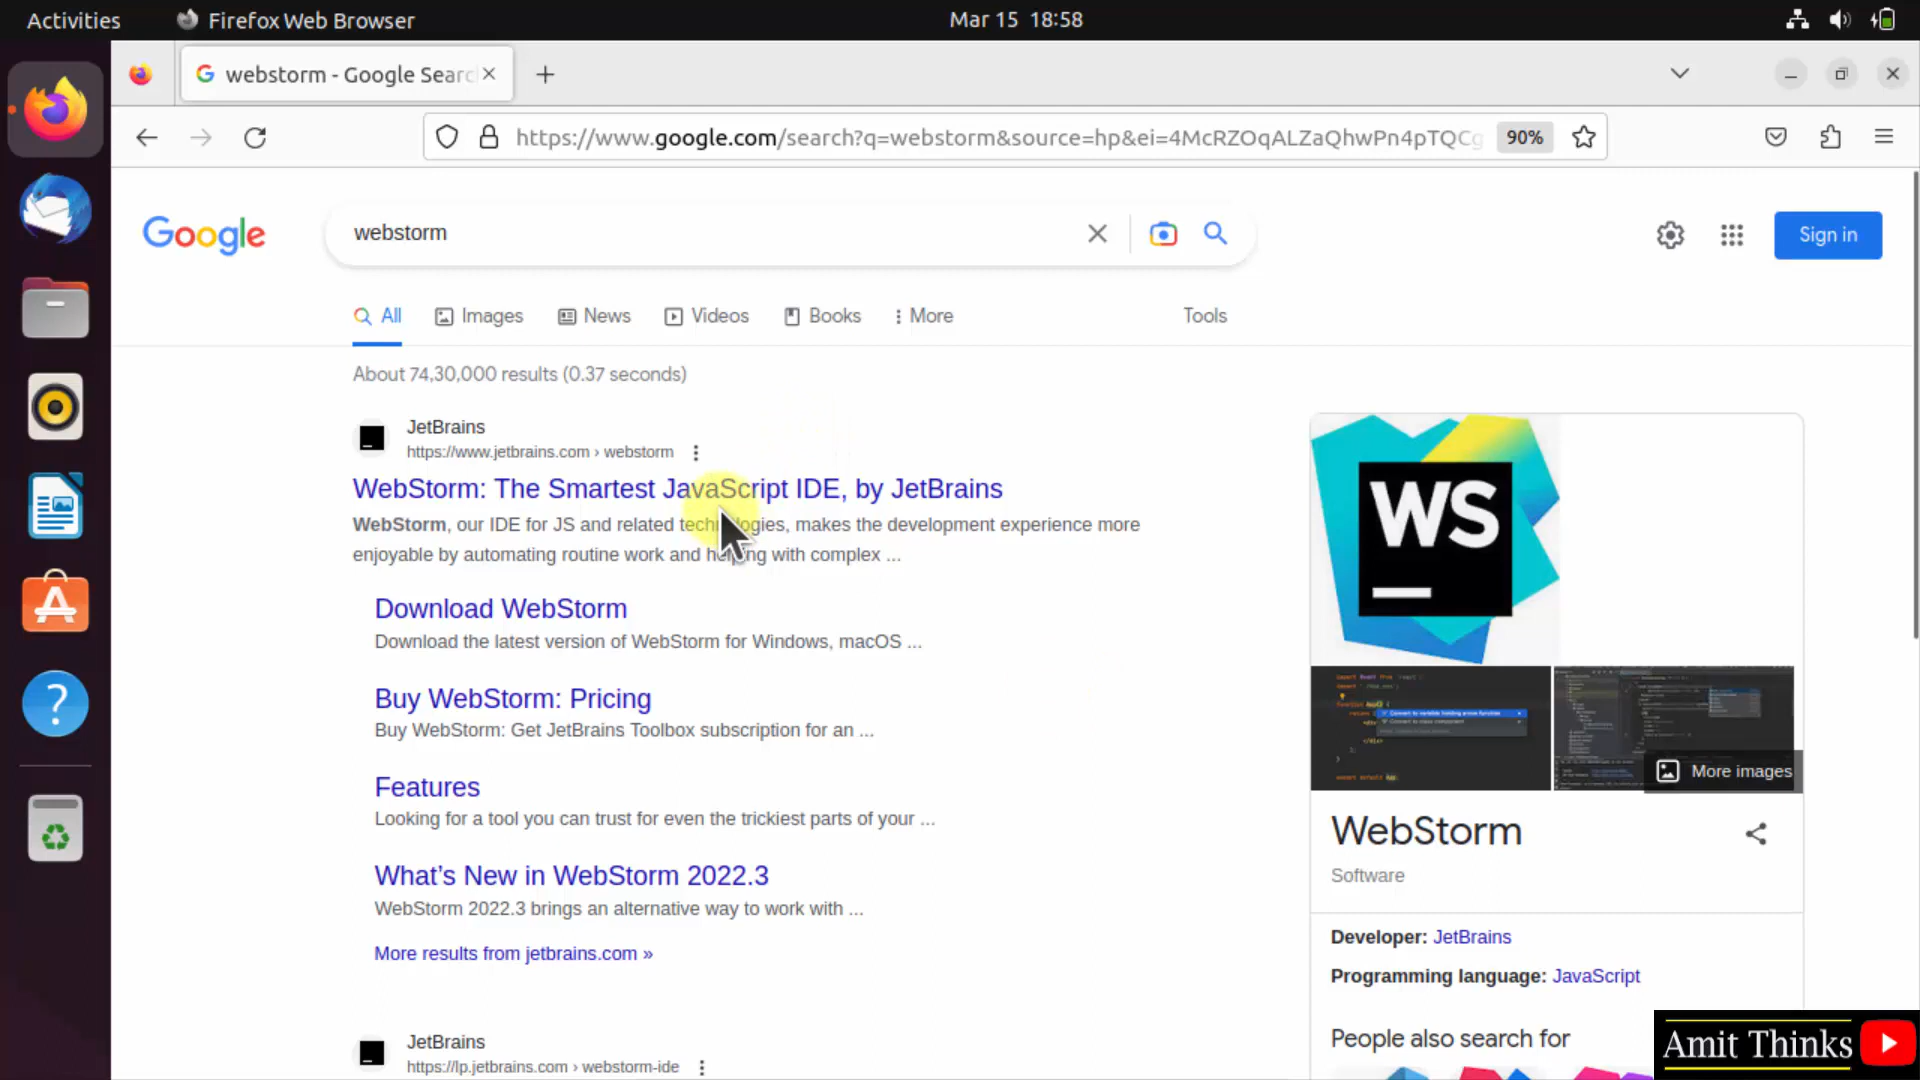 Activities
Firefox Web Browser
Mar 15 18:58
webstorm - Google Searc
https://www.google.com/search?q=webstorm&source=hp&ei=4McRZOqALZaQhwPn4pTQCg
90%
Google
webstorm
Sign in
All
Images
News
Videos
Books
More
Tools
About 74,30,000 results (0.37 seconds)
JetBrains
https://www.jetbrains.com › webstorm
WebStorm: The Smartest JavaScript IDE, by JetBrains
WebStorm, our IDE for JS and related technologies, makes the development experience more
enjoyable by automating routine work and helping with complex ...
Download WebStorm
Download the latest version of WebStorm for Windows, macOS ...
Buy WebStorm: Pricing
Buy WebStorm: Get JetBrains Toolbox subscription for an ...
Features
Looking for a tool you can trust for even the trickiest parts of your ...
What's New in WebStorm 2022.3
WebStorm 2022.3 brings an alternative way to work with ...
More results from jetbrains.com »
JetBrains
https://lp.jetbrains.com › webstorm-ide
WS
More images
WebStorm
Software
Developer: JetBrains
Programming language: JavaScript
People also search for
Amit Thinks